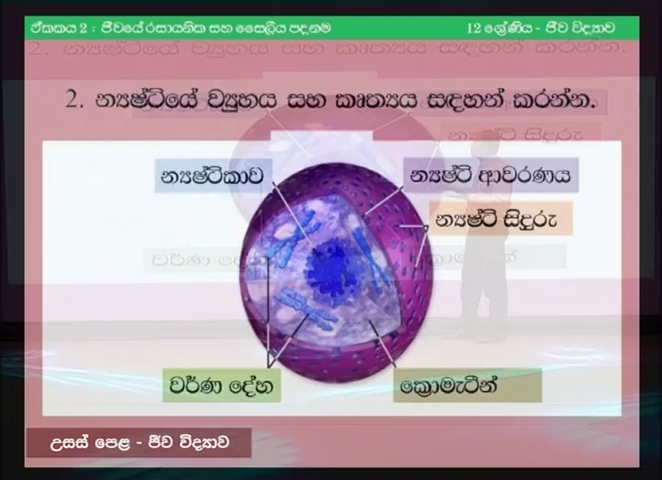 ඒකකය 2 : ජීවයේ රසායනික සහ සෛලීය පදනම
12 ශ්‍රේණිය - ජීව විද්‍යාව
2. න්‍යෂ්ටියේ ව්‍යුහය සහ කෘත්‍යය සඳහන් කරන්න.
න්‍යෂ්ටිකාව
න්‍යෂ්ටි ආවරණය
න්‍යෂ්ටි සිදුරු
වර්ණ දේහ
ක්‍රොමැටින්
උසස් පෙළ - ජීව විද්‍යාව